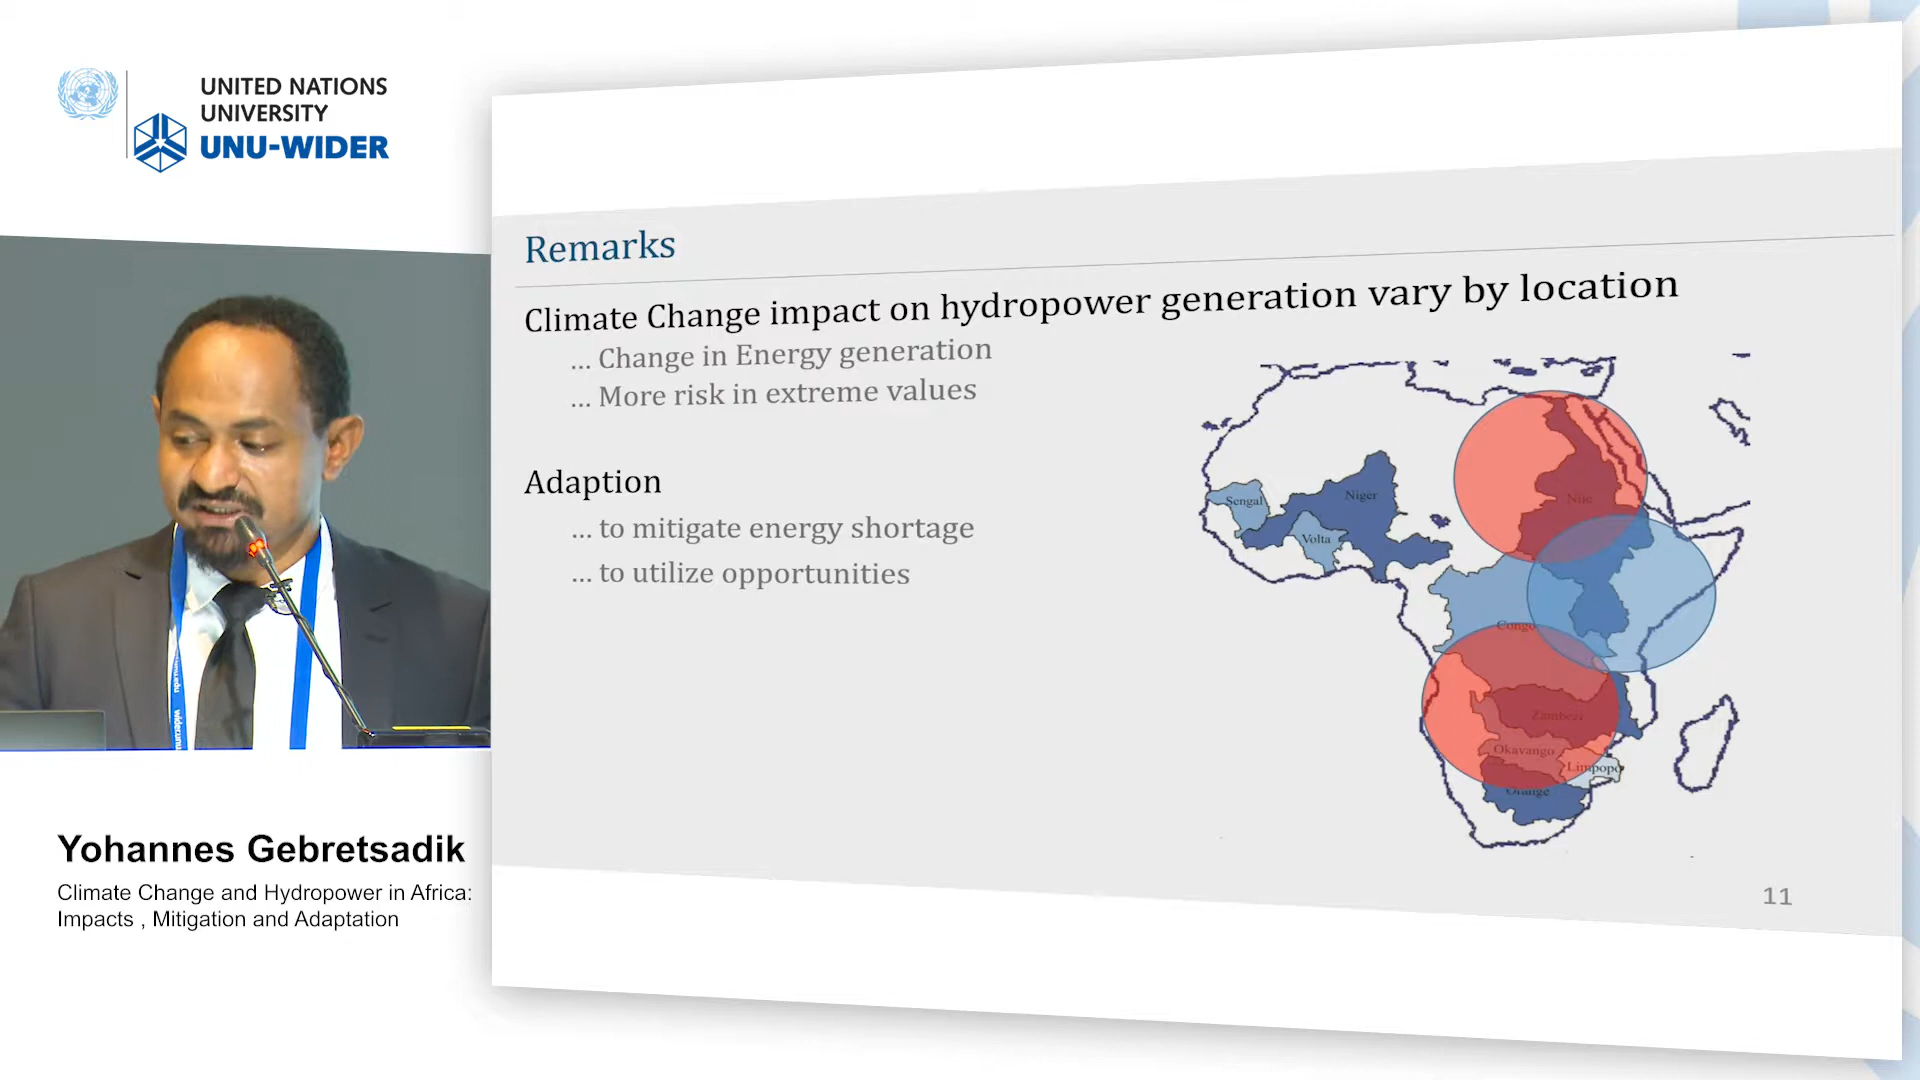 UNITED NATIONS
UNIVERSITY
UNU-WIDER
Remarks
Climate Change impact on hydropower generation vary by location
... Change in Energy generation
... More risk in extreme values
Adaption
... to mitigate energy shortage
... to utilize opportunities
Sengal
Niger
Volta
Nile
Congo
Zambezi
Okavango
Limpopo
Orange
11
Yohannes Gebretsadik
Climate Change and Hydropower in Africa:
Impacts , Mitigation and Adaptation